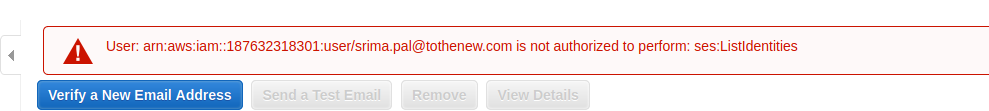 User: arn:aws:iam::187632318301:user/srima.pal@tothenew.com is not authorized to perform: ses:ListIdentities
Verify a New Email Address Send a Test Email Remove View Details